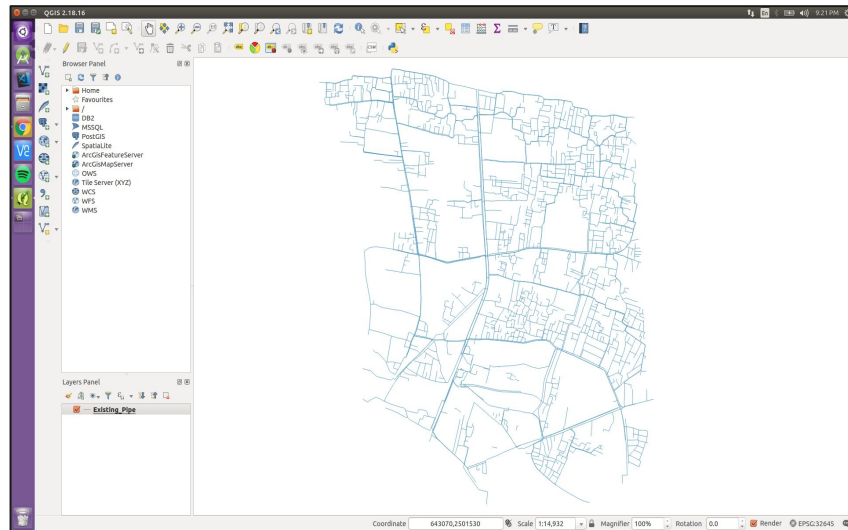 QGIS 2.18.16
En
9:21 PM
Browser Panel
Home
Favourites
/
DB2
MSSQL
PostGIS
SpatiaLite
ArcGisFeatureServer
ArcGisMapServer
OWS
Tile Server (XYZ)
WCS
WFS
WMS
Layers Panel
Existing_Pipe
Coordinate 643070,2501530 Scale 1:14,932 Magnifier 100% Rotation 0.0 Render EPSG:32645